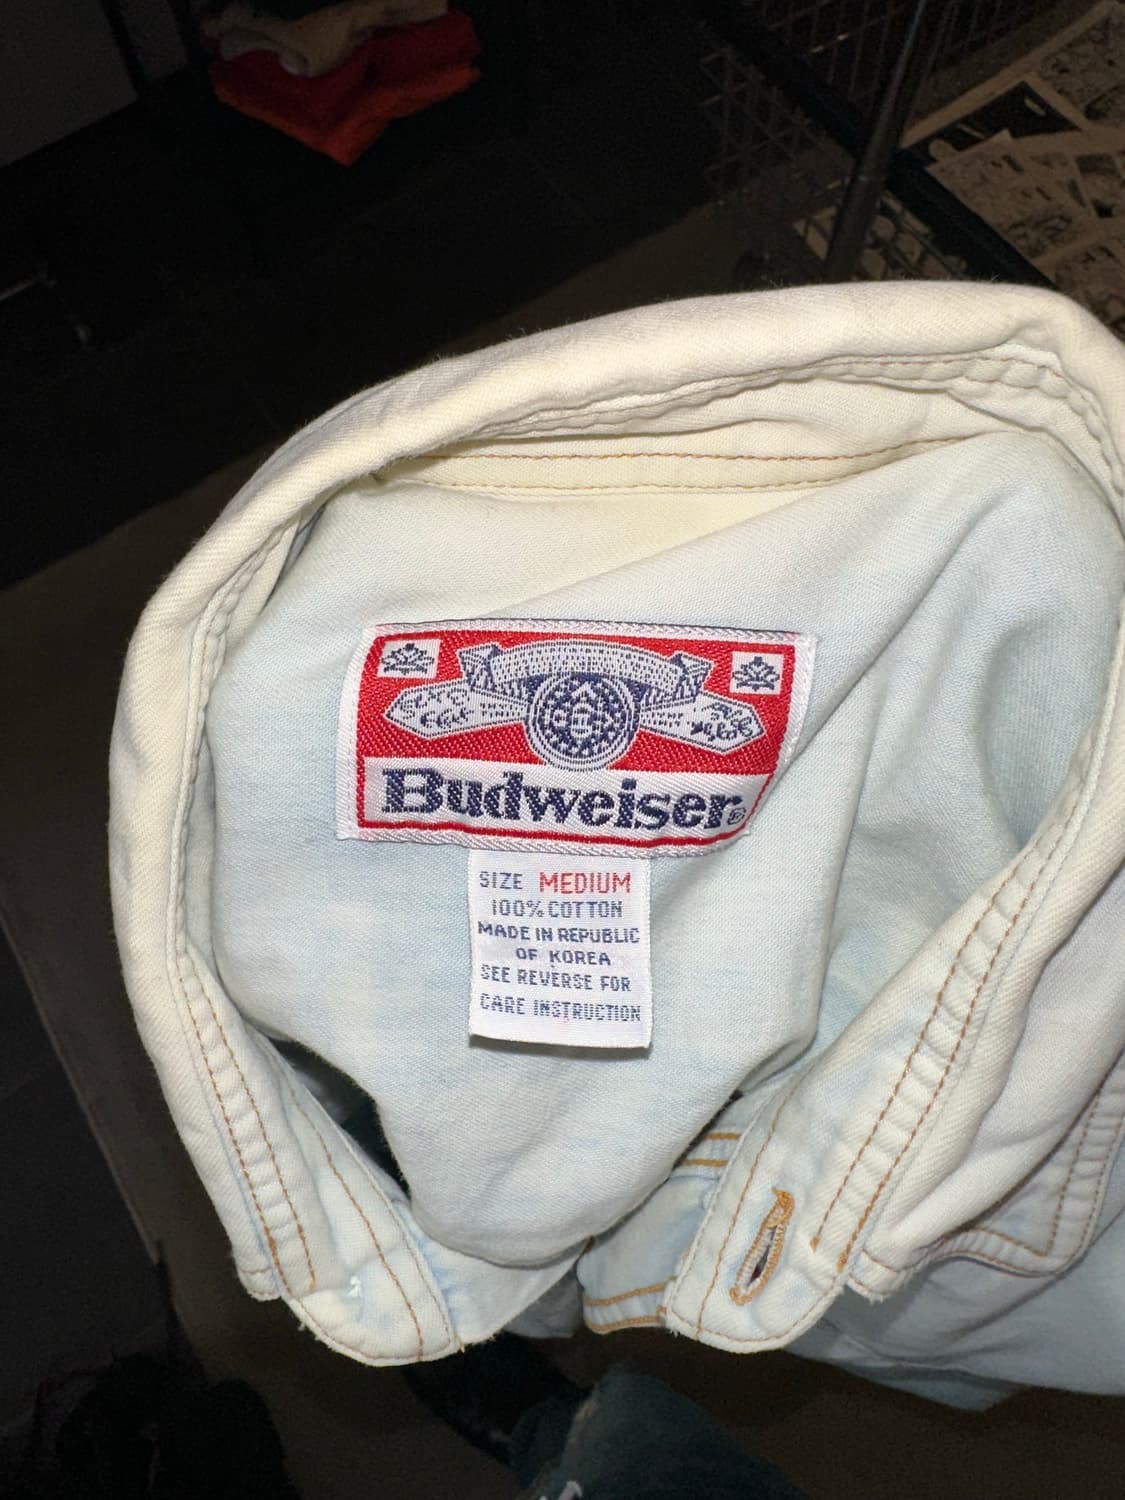 Budweiser®
SIZE MEDIUM
100% COTTON
MADE IN REPUBLIC
OF KOREA
SEE REVERSE FOR
CARE INSTRUCTION